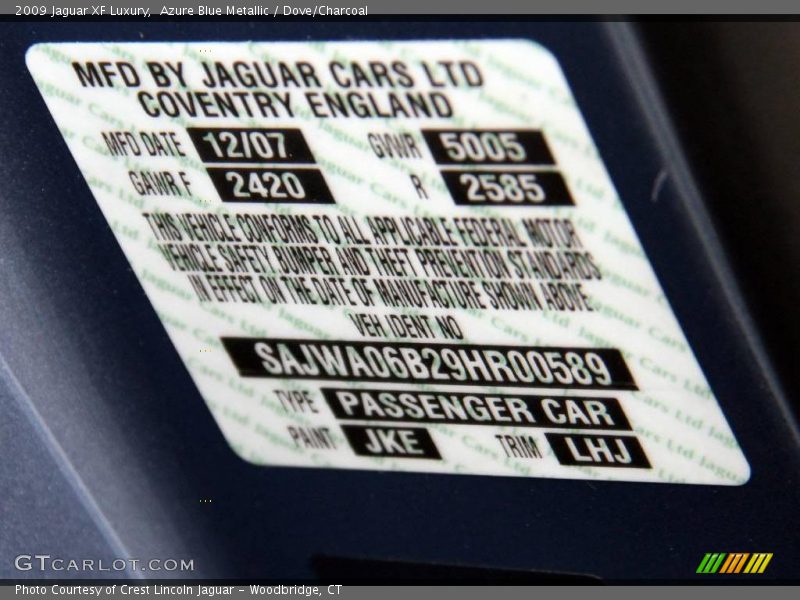 2009 Jaguar XF Luxury,  Azure Blue Metallic / Dove/Charcoal
MFD BY JAGUAR CARS LTD
COVENTRY ENGLAND
MFD DATE 12/07 GVWR 5005
GAWR F 2420 R 2585
THIS VEHICLE CONFORMS TO ALL APPLICABLE FEDERAL MOTOR
VEHICLE SAFETY, BUMPER, AND THEFT PREVENTION STANDARDS
IN EFFECT ON THE DATE OF MANUFACTURE SHOWN ABOVE
VEH IDENT NO
SAJWA06B29HR00589
TYPE PASSENGER CAR
PAINT JKE TRIM LHJ
GTcarlot.com
Photo Courtesy of Crest Lincoln Jaguar - Woodbridge, CT